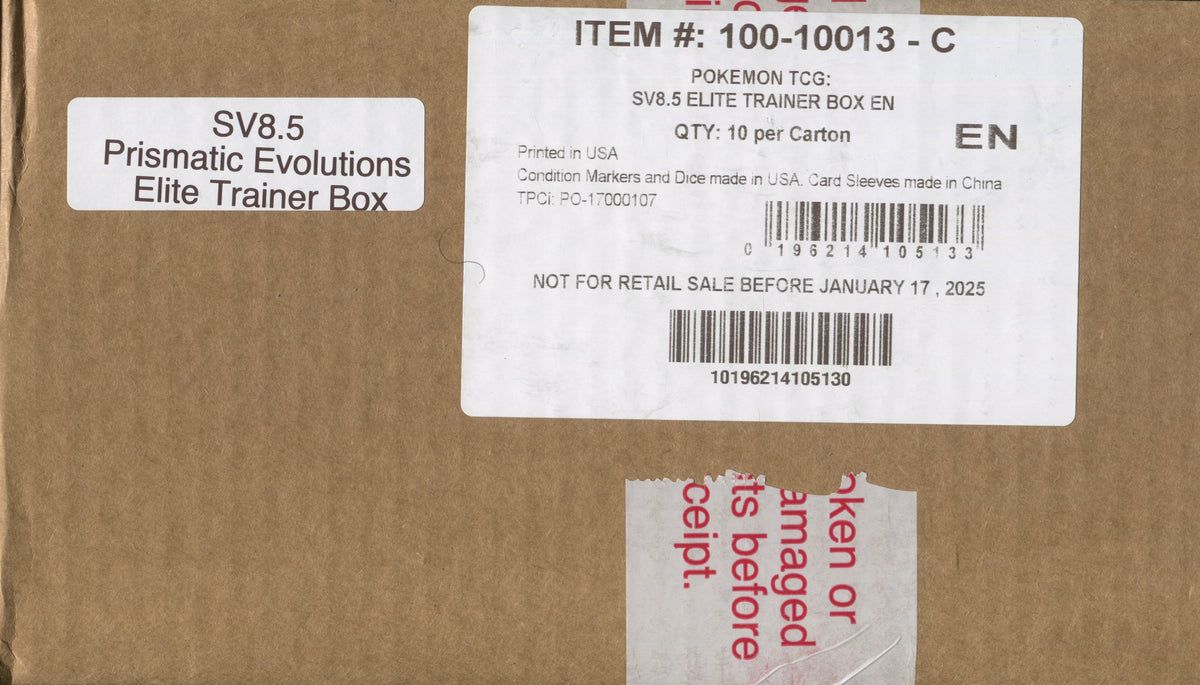 SV8.5
Prismatic Evolutions
Elite Trainer Box
ITEM #: 100-10013 - C
POKEMON TCG:
SV8.5 ELITE TRAINER BOX EN
QTY: 10 per Carton
EN
Printed in USA
Condition Markers and Dice made in USA. Card Sleeves made in China
TPCi: PO-17000107
0 196214 105133
NOT FOR RETAIL SALE BEFORE JANUARY 17 , 2025
10196214105130
oken or
amaged
ts before
ceipt.